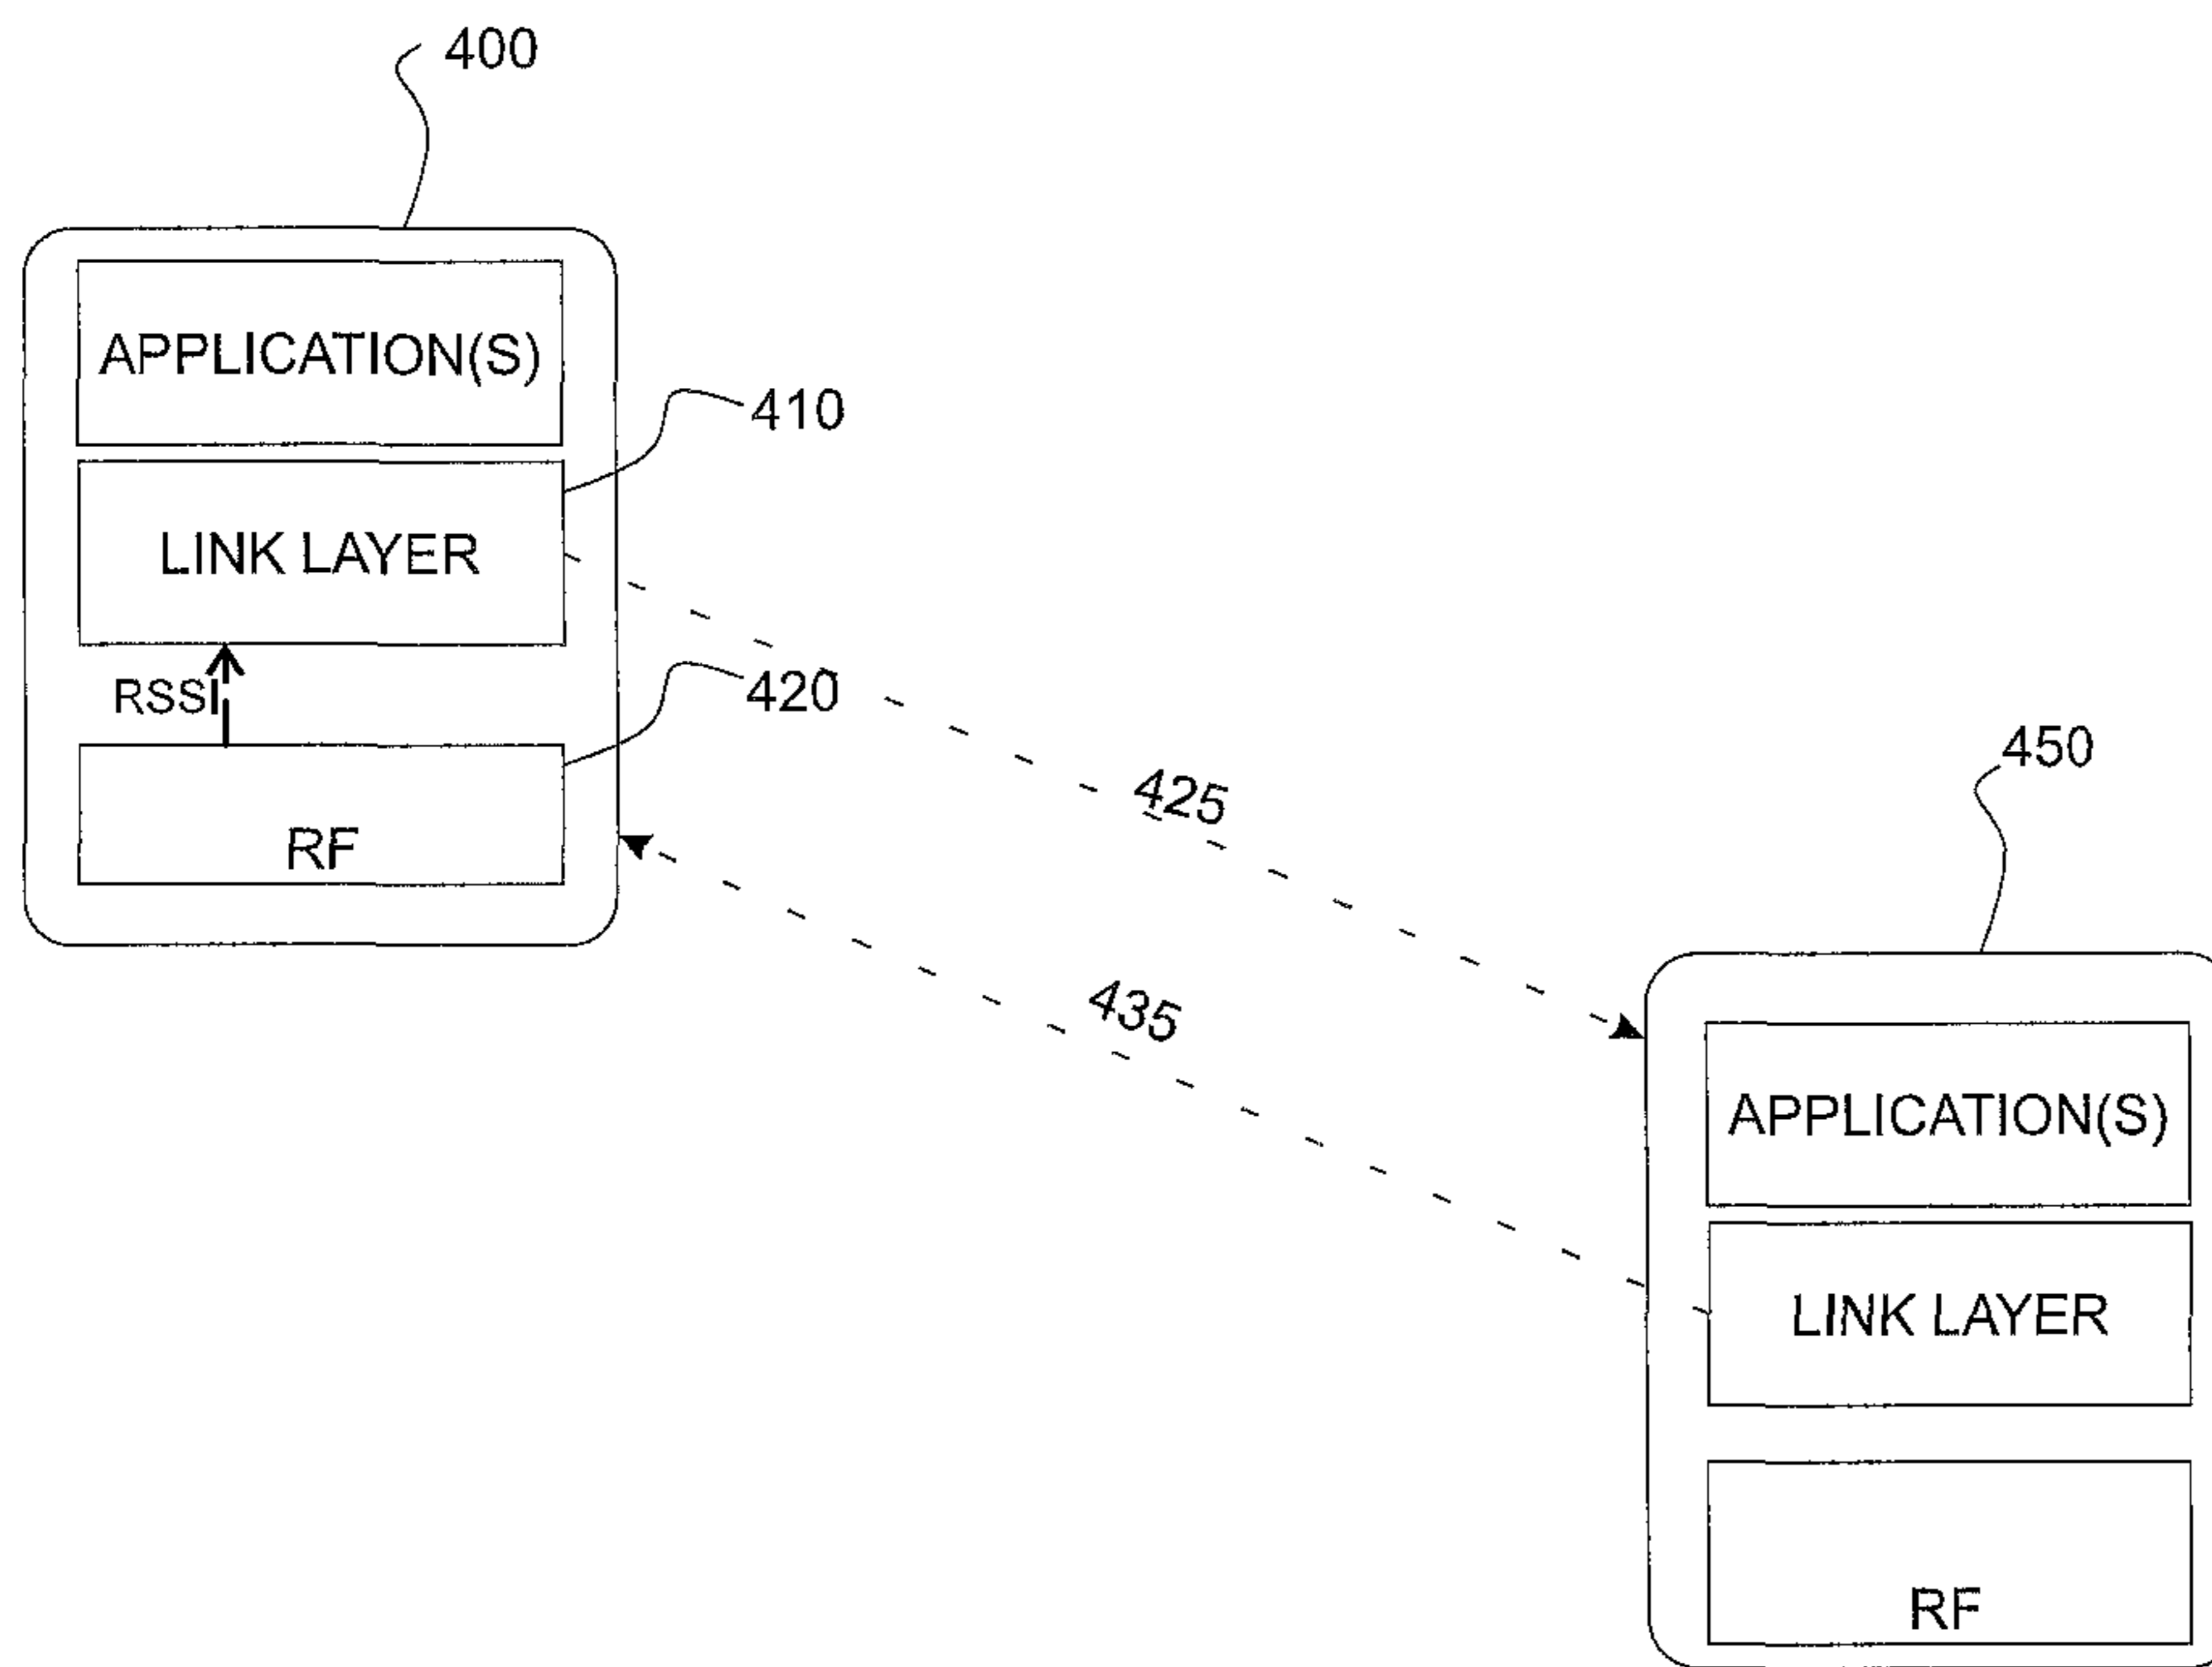 400
APPLICATION(S)
410
LINK LAYER
RSSI
420
RF
425
435
450
APPLICATION(S)
LINK LAYER
RF